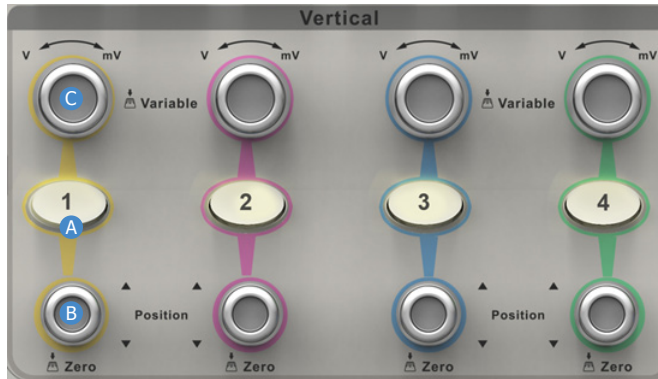 Vertical
V mV V mV V mV V mV
C
Variable Variable
1 2 3 4
A
B
Position Position
Zero Zero Zero Zero